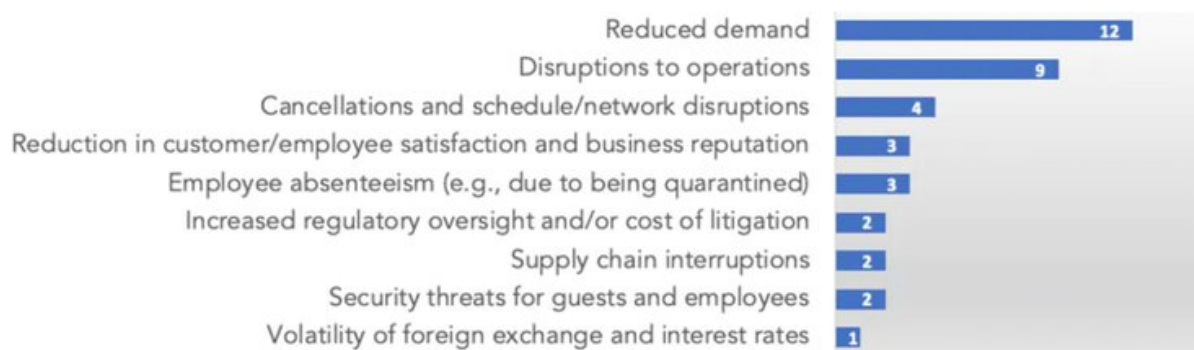 Reduced demand 12
Disruptions to operations 9
Cancellations and schedule/network disruptions 4
Reduction in customer/employee satisfaction and business reputation 3
Employee absenteeism (e.g., due to being quarantined) 3
Increased regulatory oversight and/or cost of litigation 2
Supply chain interruptions 2
Security threats for guests and employees 2
Volatility of foreign exchange and interest rates 1